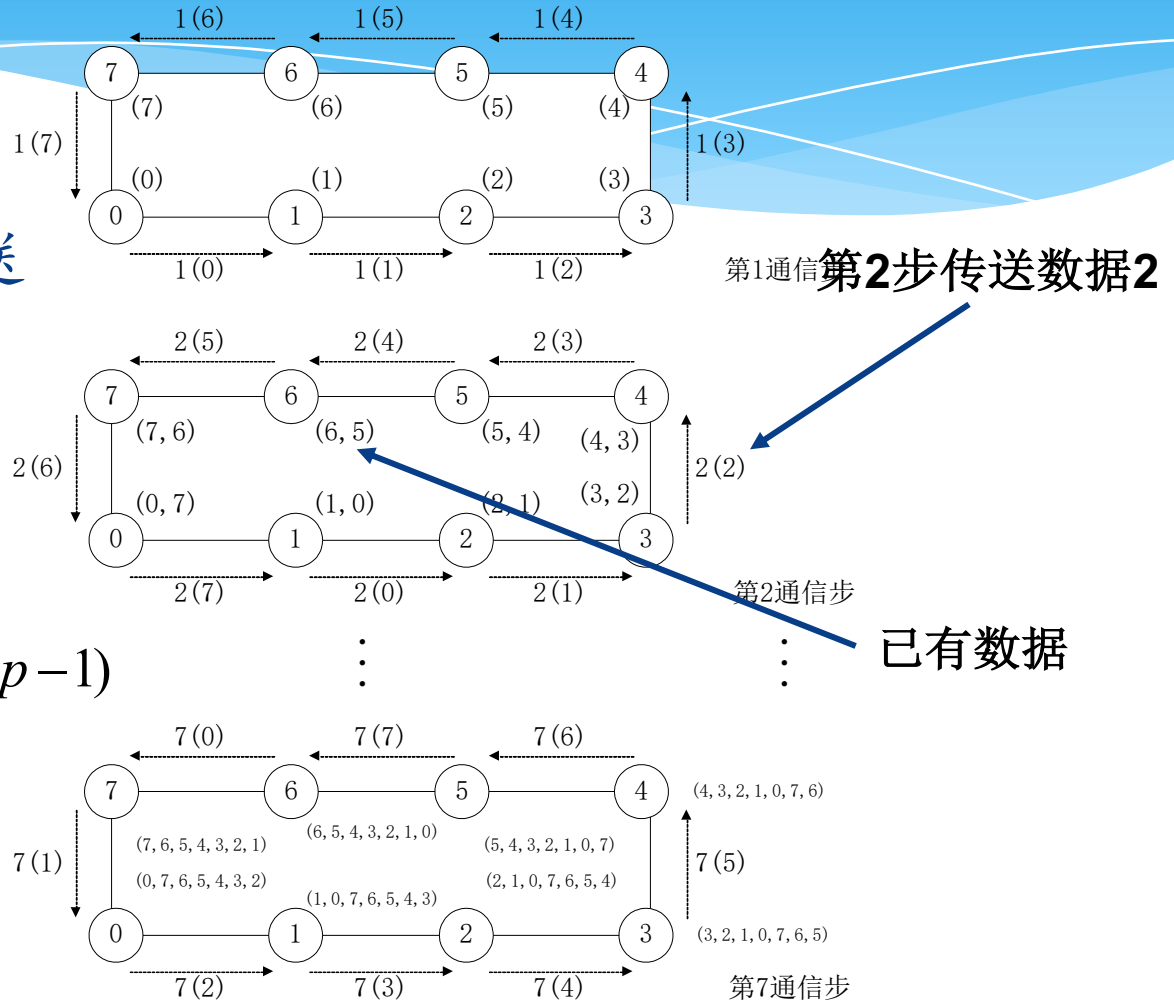 1(6) 1(5) 1(4)
7 6 5 4
(7) (6) (5) (4)
1(7) 1(3)
(0) (1) (2) (3)
0 1 2 3
1(0) 1(1) 1(2)
送
第1通信步
第2步传送数据2
2(5) 2(4) 2(3)
7 6 5 4
(7,6) (6,5) (5,4) (4,3)
2(6) 2(2)
(0,7) (1,0) (2,1) (3,2)
0 1 2 3
2(7) 2(0) 2(1)
第2通信步
已有数据
⋮ ⋮
p−1)
7(0) 7(7) 7(6)
7 6 5 4 (4,3,2,1,0,7,6)
(7,6,5,4,3,2,1) (6,5,4,3,2,1,0) (5,4,3,2,1,0,7)
7(1) 7(5)
(0,7,6,5,4,3,2) (1,0,7,6,5,4,3) (2,1,0,7,6,5,4)
0 1 2 3 (3,2,1,0,7,6,5)
7(2) 7(3) 7(4)
第7通信步